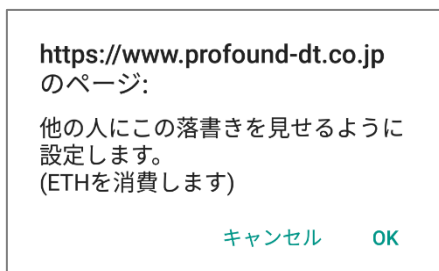 https://www.profound-dt.co.jp
のページ:
他の人にこの落書きを見せるように
設定します。
(ETHを消費します)
キャンセル OK